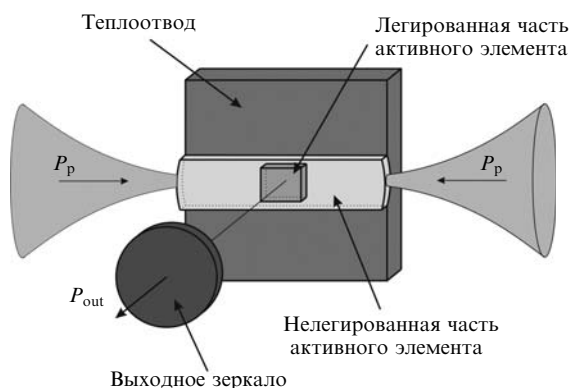 Теплоотвод
Легированная часть
активного элемента
P_p
P_p
P_out
Нелегированная часть
активного элемента
Выходное зеркало